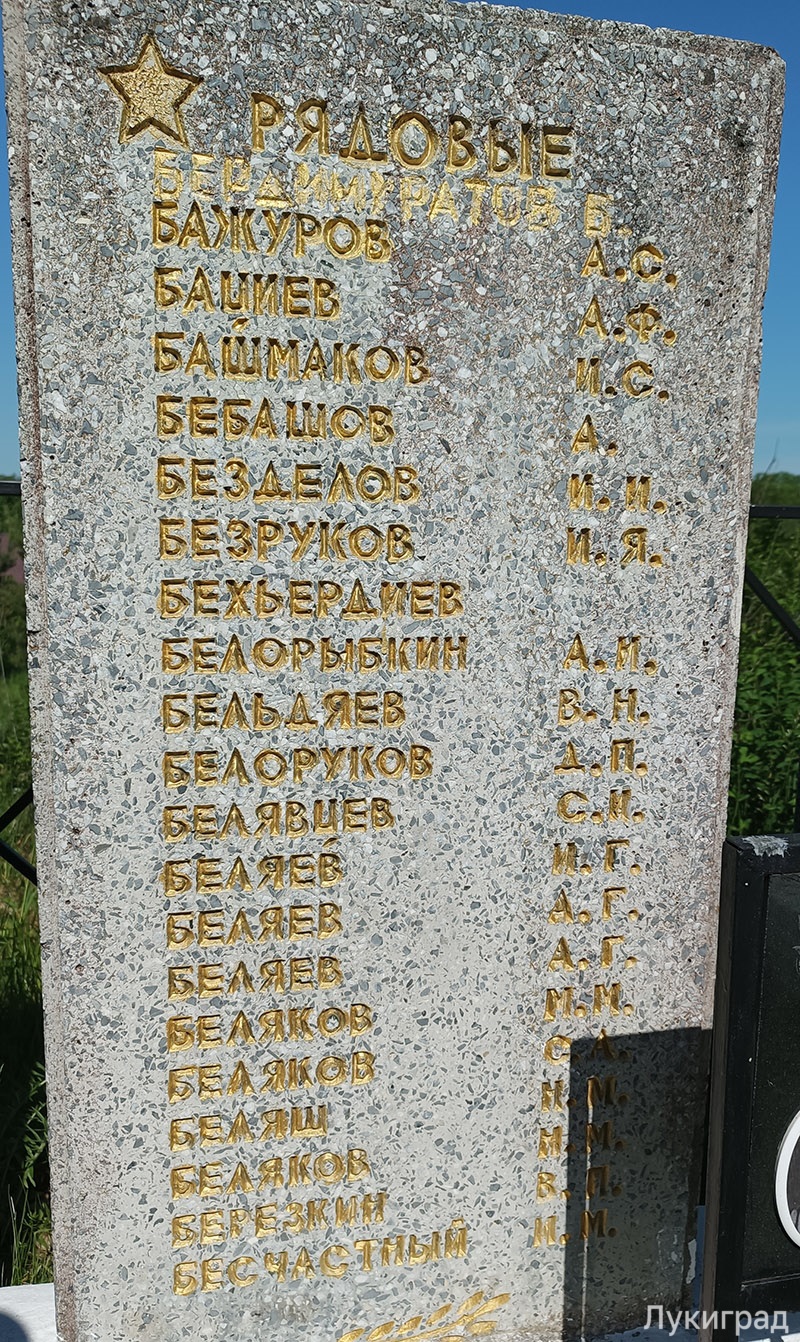 РЯДОВЫЕ
БЕРДИМУРАТОВ Б.
БАЖУРОВ А.С.
БАЦИЕВ А.Ф.
БАШМАКОВ И.С.
БЕБАШОВ А.
БЕЗДЕЛОВ И.И.
БЕЗРУКОВ И.Я.
БЕХЬЕРДИЕВ
БЕЛОРЫБКИН А.И.
БЕЛЬДЯЕВ В.Н.
БЕЛОРУКОВ Д.П.
БЕЛЯВЦЕВ С.И.
БЕЛЯЕВ И.Г.
БЕЛЯЕВ А.Г.
БЕЛЯЕВ А.Г.
БЕЛЯКОВ М.М.
БЕЛЯКОВ С.А.
БЕЛЯШ Н.М.
БЕЛЯКОВ Н.М.
БЕРЕЗКИН В.П.
БЕСЧАСТНЫЙ И.М.
Лукиград